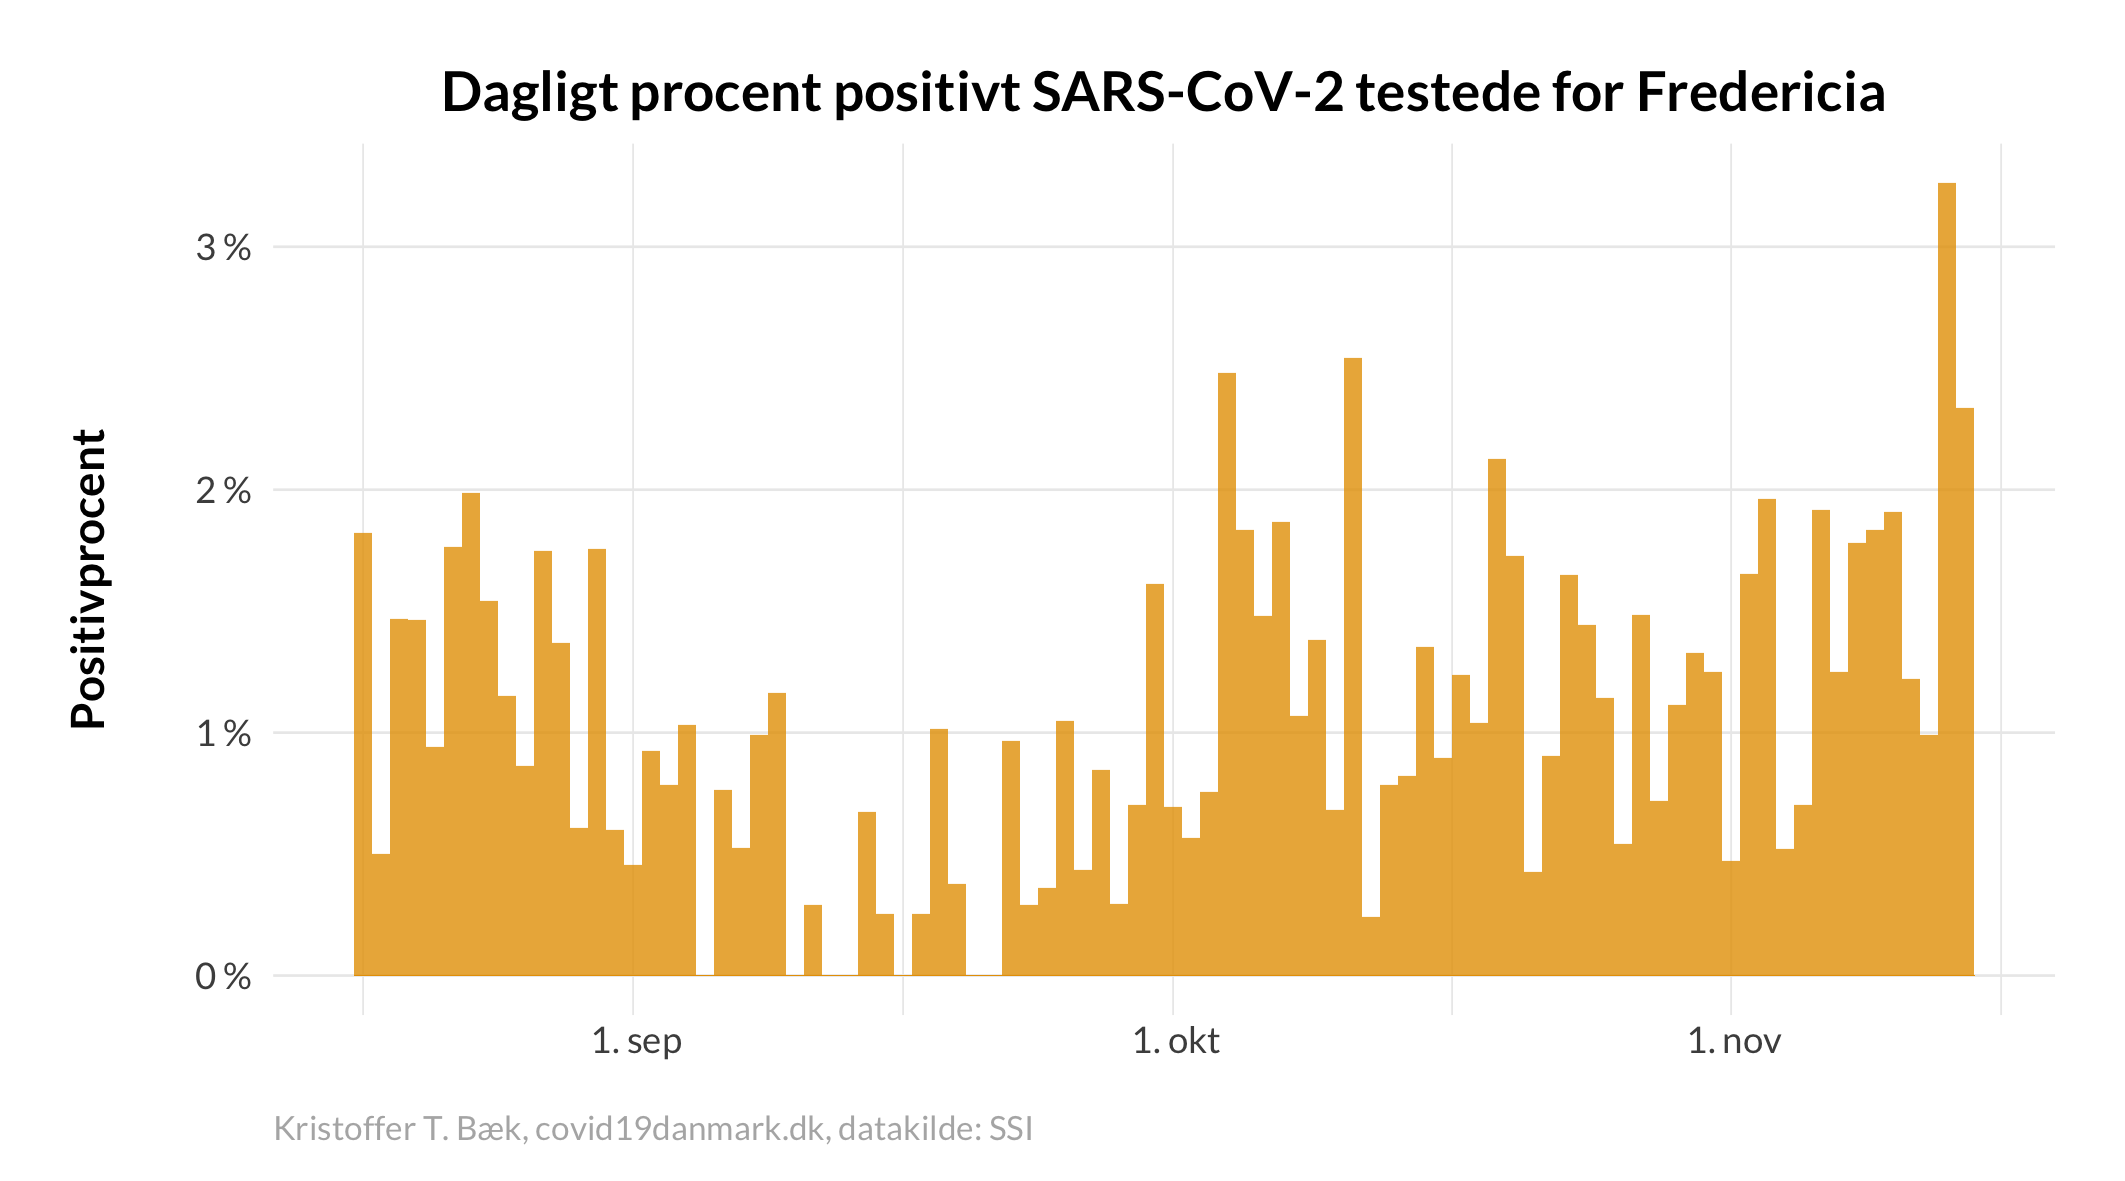 Dagligt procent positivt SARS-CoV-2 testede for Fredericia
Positivprocent
3 %
2 %
1 %
0 %
1. sep
1. okt
1. nov
Kristoffer T. Bæk, covid19danmark.dk, datakilde: SSI